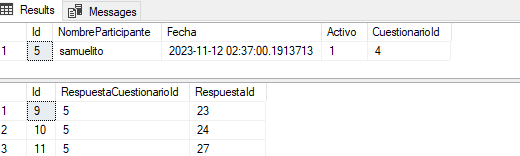 Results Messages
Id NombreParticipante Fecha Activo CuestionarioId
1 5 samuelito 2023-11-12 02:37:00.1913713 1 4
Id RespuestaCuestionarioId RespuestaId
1 9 5 23
2 10 5 24
3 11 5 27